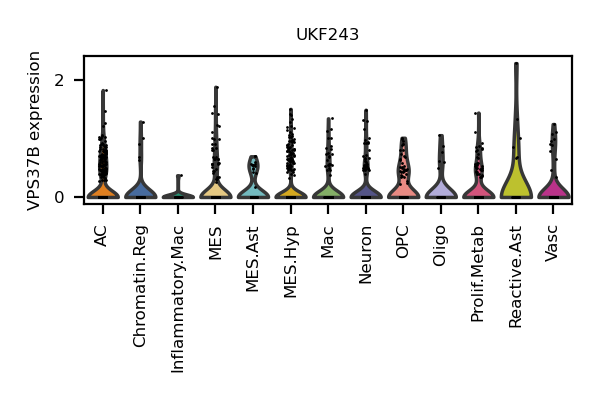 UKF243
VPS37B expression
2
0
AC
Chromatin.Reg
Inflammatory.Mac
MES
MES.Ast
MES.Hyp
Mac
Neuron
OPC
Oligo
Prolif.Metab
Reactive.Ast
Vasc